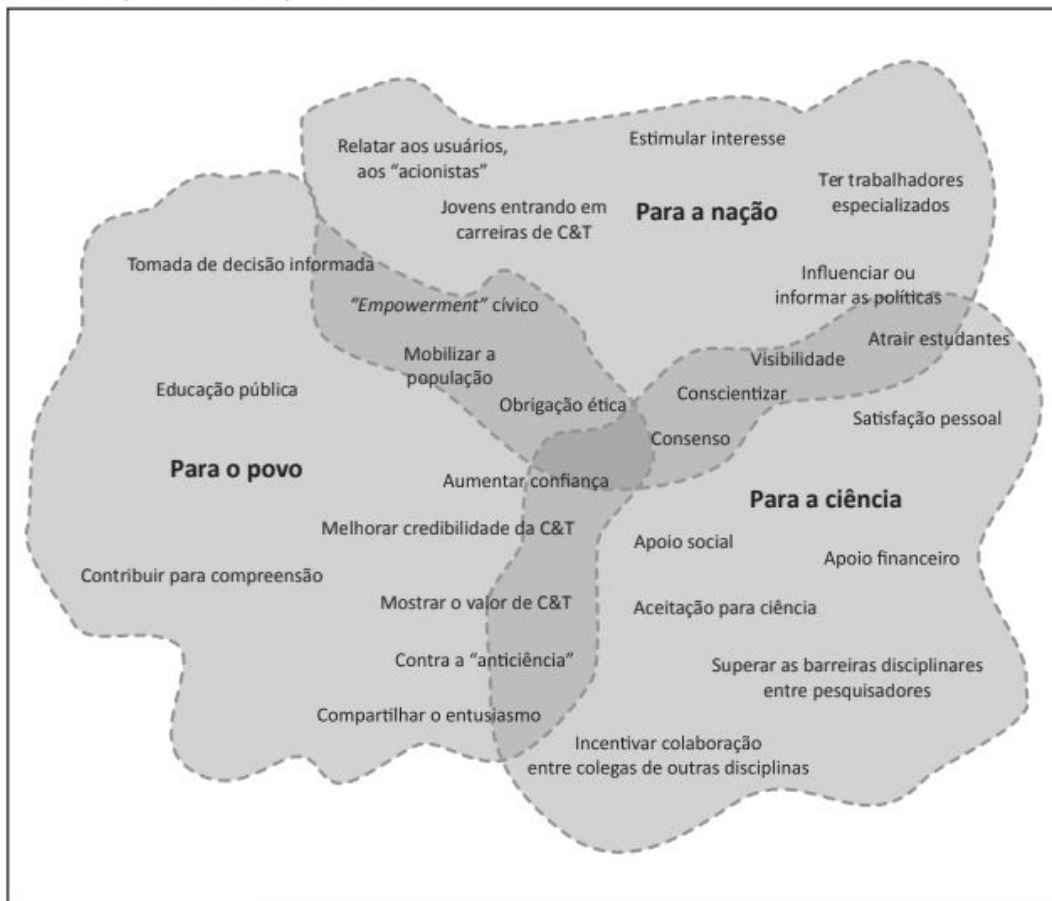 Relatar aos usuários,
aos “acionistas”
Estimular interesse
Ter trabalhadores
especializados
Jovens entrando em
carreiras de C&T
Para a nação
Tomada de decisão informada
Influenciar ou
informar as políticas
“Empowerment” cívico
Atrair estudantes
Visibilidade
Mobilizar a
população
Educação pública
Conscientizar
Obrigação ética
Satisfação pessoal
Consenso
Para o povo
Aumentar confiança
Para a ciência
Melhorar credibilidade da C&T
Apoio social
Apoio financeiro
Contribuir para compreensão
Mostrar o valor de C&T
Aceitação para ciência
Contra a “anticiência”
Superar as barreiras disciplinares
entre pesquisadores
Compartilhar o entusiasmo
Incentivar colaboração
entre colegas de outras disciplinas